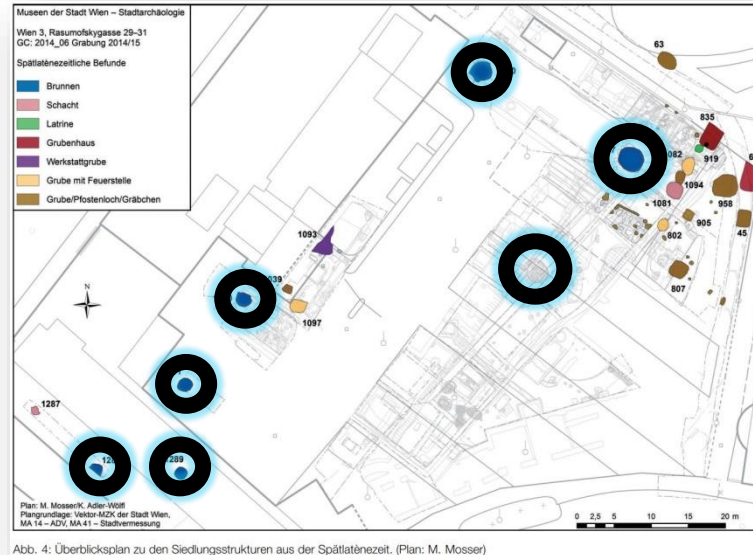 Museen der Stadt Wien – Stadtarchäologie
Wien 3, Rasumofskygasse 29–31
GC: 2014_06 Grabung 2014/15
Spätlatènezeitliche Befunde
Brunnen
Schacht
Latrine
Grubenhaus
Werkstattgrube
Grube mit Feuerstelle
Grube/Pfostenloch/Gräbchen
63
835
919
1094
1081
958
905
45
802
807
1093
1097
N
1287
Plan: M. Mosser/K. Adler-Wölfl
Plangrundlage: Vektor-MZK der Stadt Wien,
MA 14 – ADV, MA 41 – Stadtvermessung
0 2,5 5 10 15 20 m
Abb. 4: Überblicksplan zu den Siedlungsstrukturen aus der Spätlatènezeit. (Plan: M. Mosser)